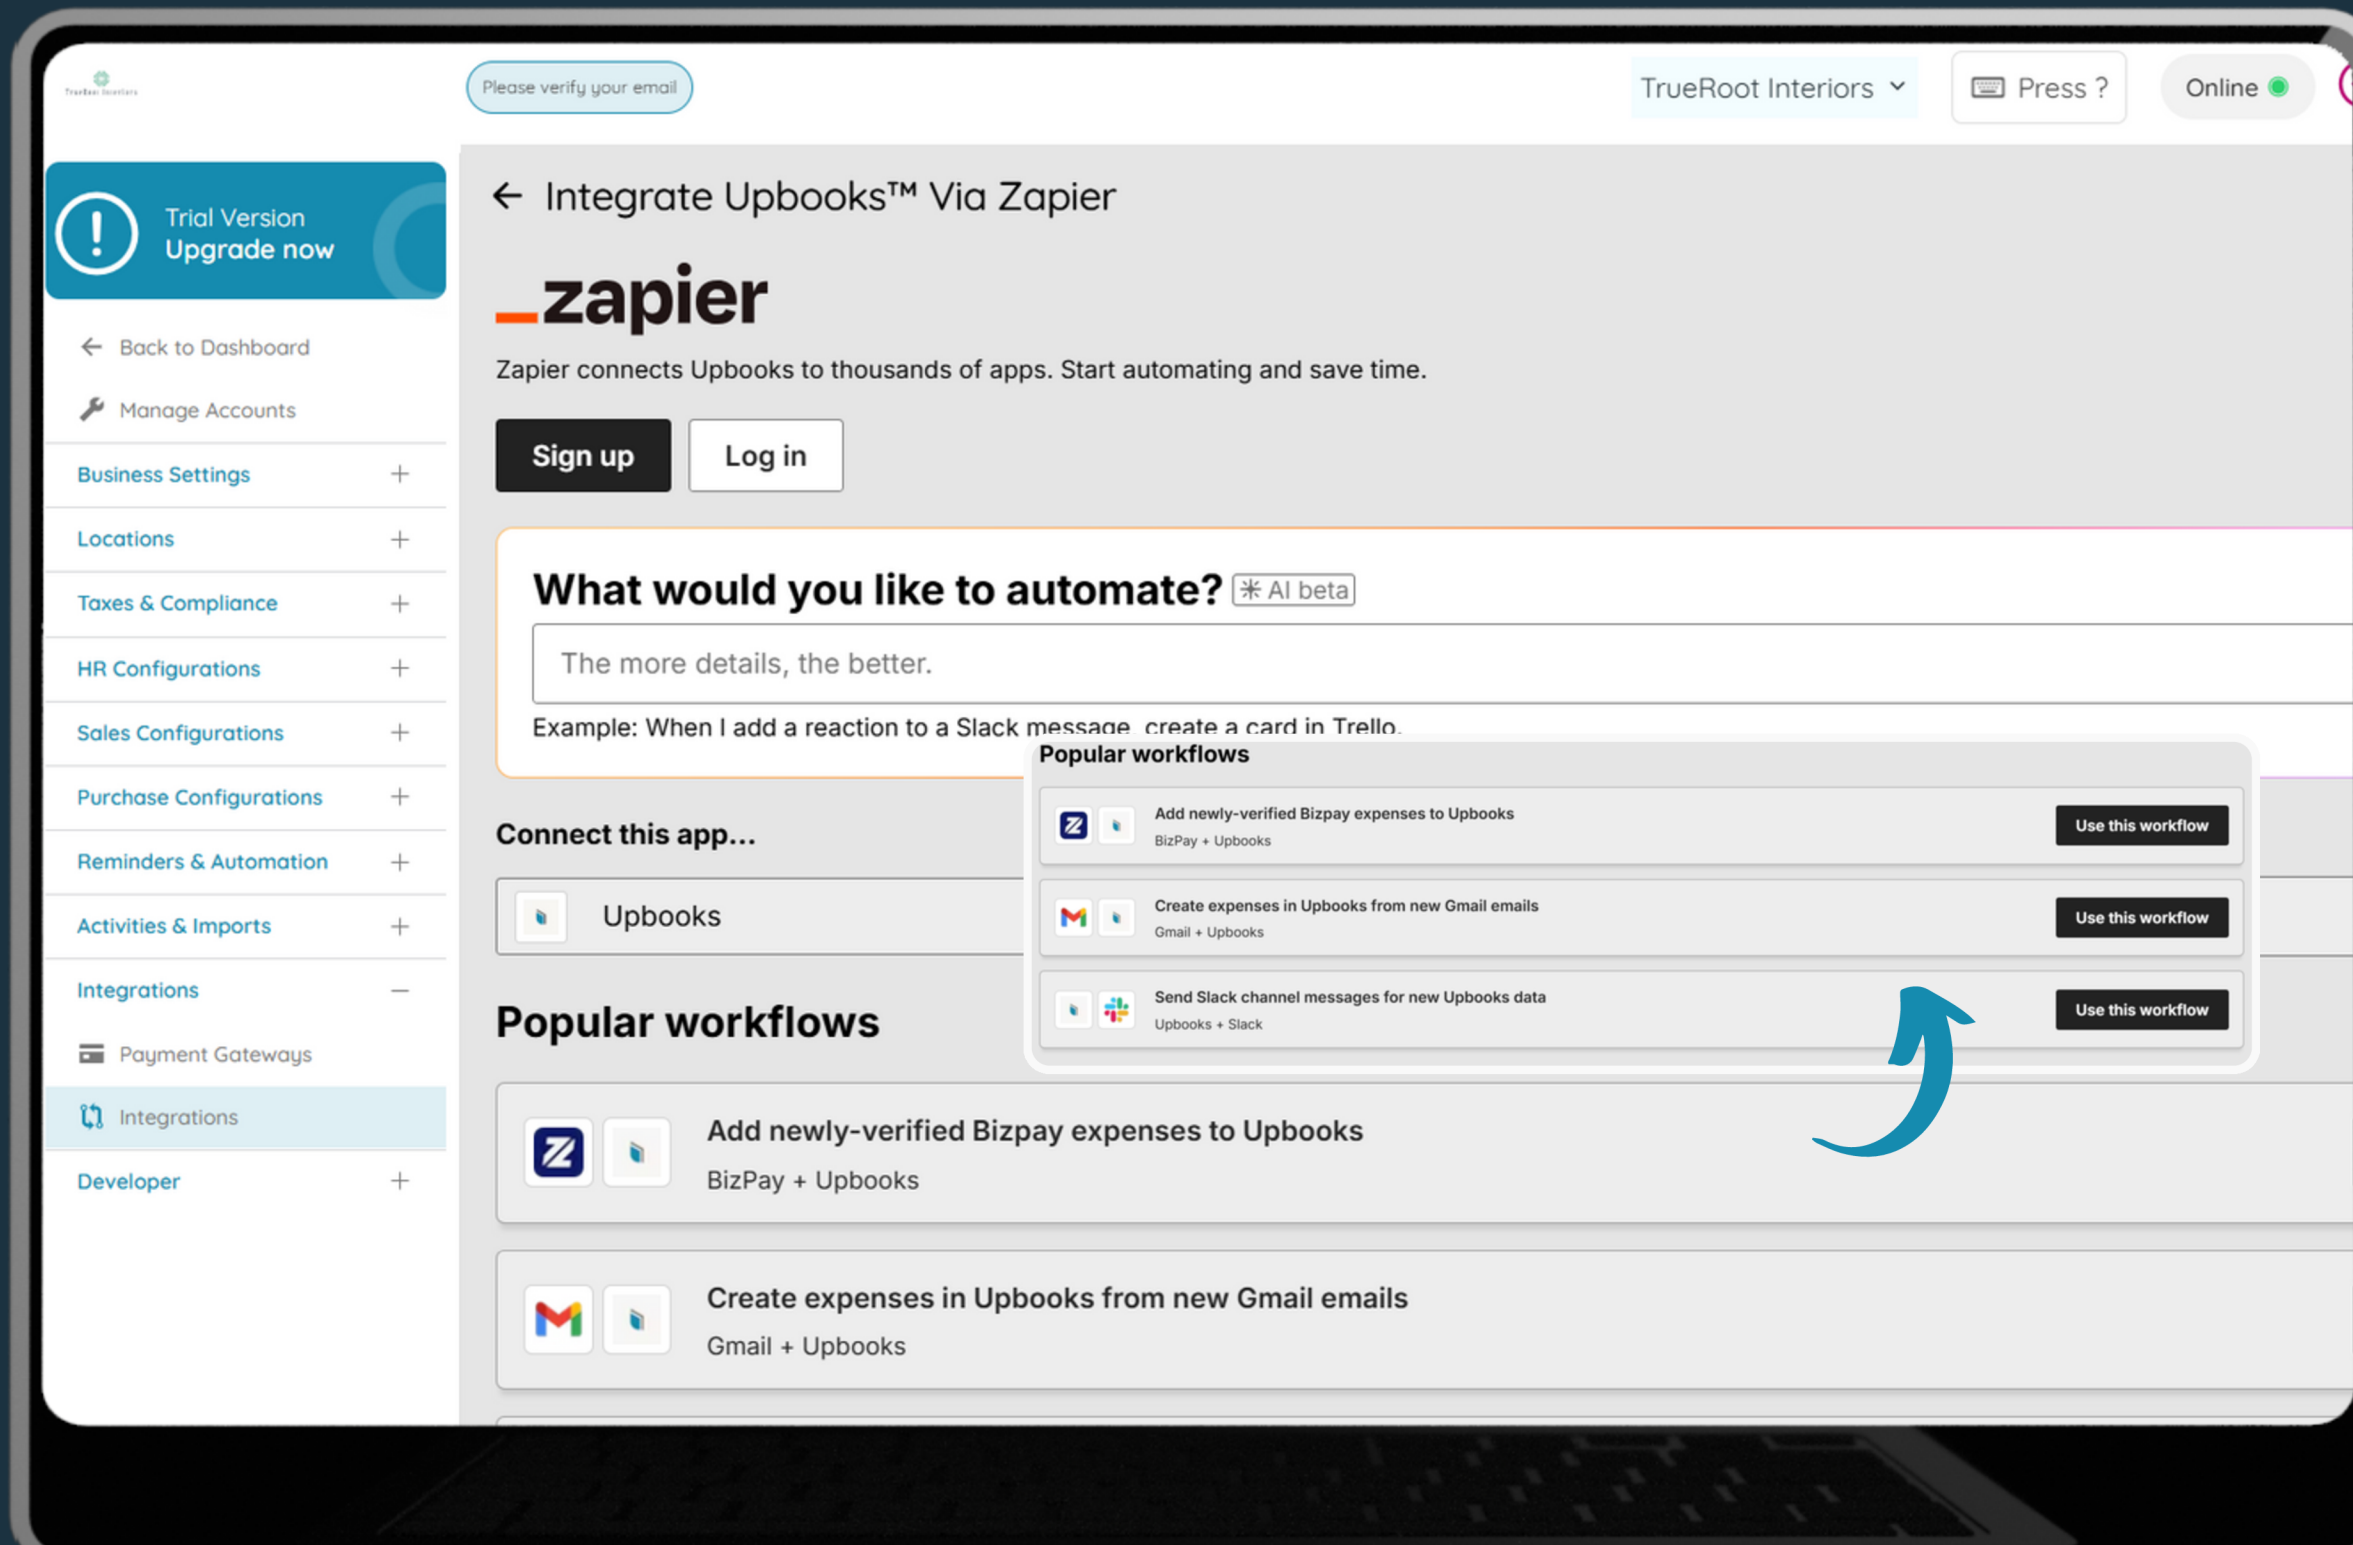 TrueRoot Interiors
Please verify your email
TrueRoot Interiors
Press ?
Online
Trial Version
Upgrade now
Back to Dashboard
Manage Accounts
Business Settings
Locations
Taxes & Compliance
HR Configurations
Sales Configurations
Purchase Configurations
Reminders & Automation
Activities & Imports
Integrations
Payment Gateways
Integrations
Developer
Integrate Upbooks™ Via Zapier
zapier
Zapier connects Upbooks to thousands of apps. Start automating and save time.
Sign up
Log in
What would you like to automate?
AI beta
The more details, the better.
Example: When I add a reaction to a Slack message, create a card in Trello.
Connect this app...
Upbooks
Popular workflows
Add newly-verified Bizpay expenses to Upbooks
BizPay + Upbooks
Create expenses in Upbooks from new Gmail emails
Gmail + Upbooks
Popular workflows
Add newly-verified Bizpay expenses to Upbooks
BizPay + Upbooks
Use this workflow
Create expenses in Upbooks from new Gmail emails
Gmail + Upbooks
Use this workflow
Send Slack channel messages for new Upbooks data
Upbooks + Slack
Use this workflow